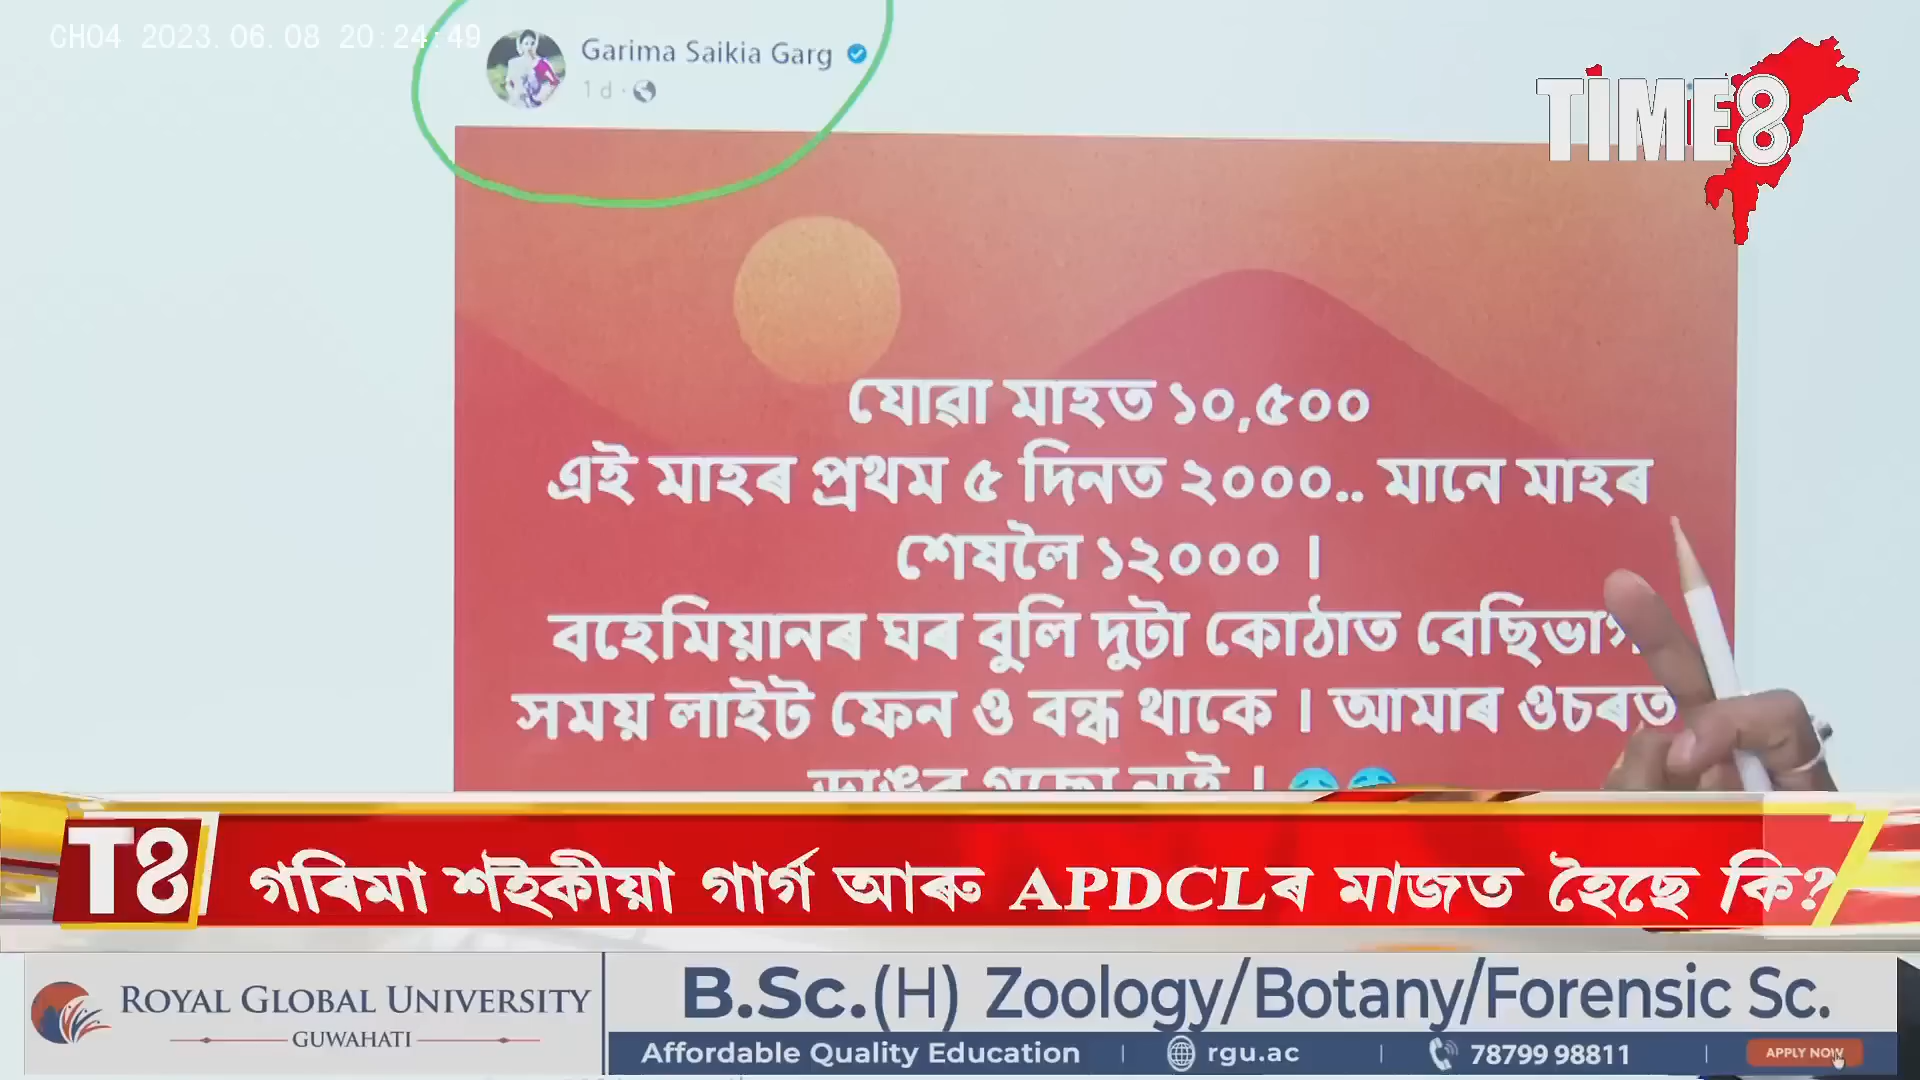 CH04 2023.06.08 20:24:49
Garima Saikia Garg
1 d
TIME8
যোৱা মাহত ১০,৫০০
এই মাহৰ প্ৰথম ৫ দিনত ২০০০.. মানে মাহৰ
শেষলৈ ১২০০০ ।
বহেমিয়ানৰ ঘৰ বুলি দুটা কোঠাত বেছিভাগ
সময় লাইট ফেন ও বন্ধ থাকে । আমাৰ ওচৰত
T8
গৰিমা শইকীয়া গাৰ্গ আৰু APDCLৰ মাজত হৈছে কি?
ROYAL GLOBAL UNIVERSITY
GUWAHATI
B.Sc.(H) Zoology/Botany/Forensic Sc.
Affordable Quality Education | rgu.ac | 78799 98811 | APPLY NOW